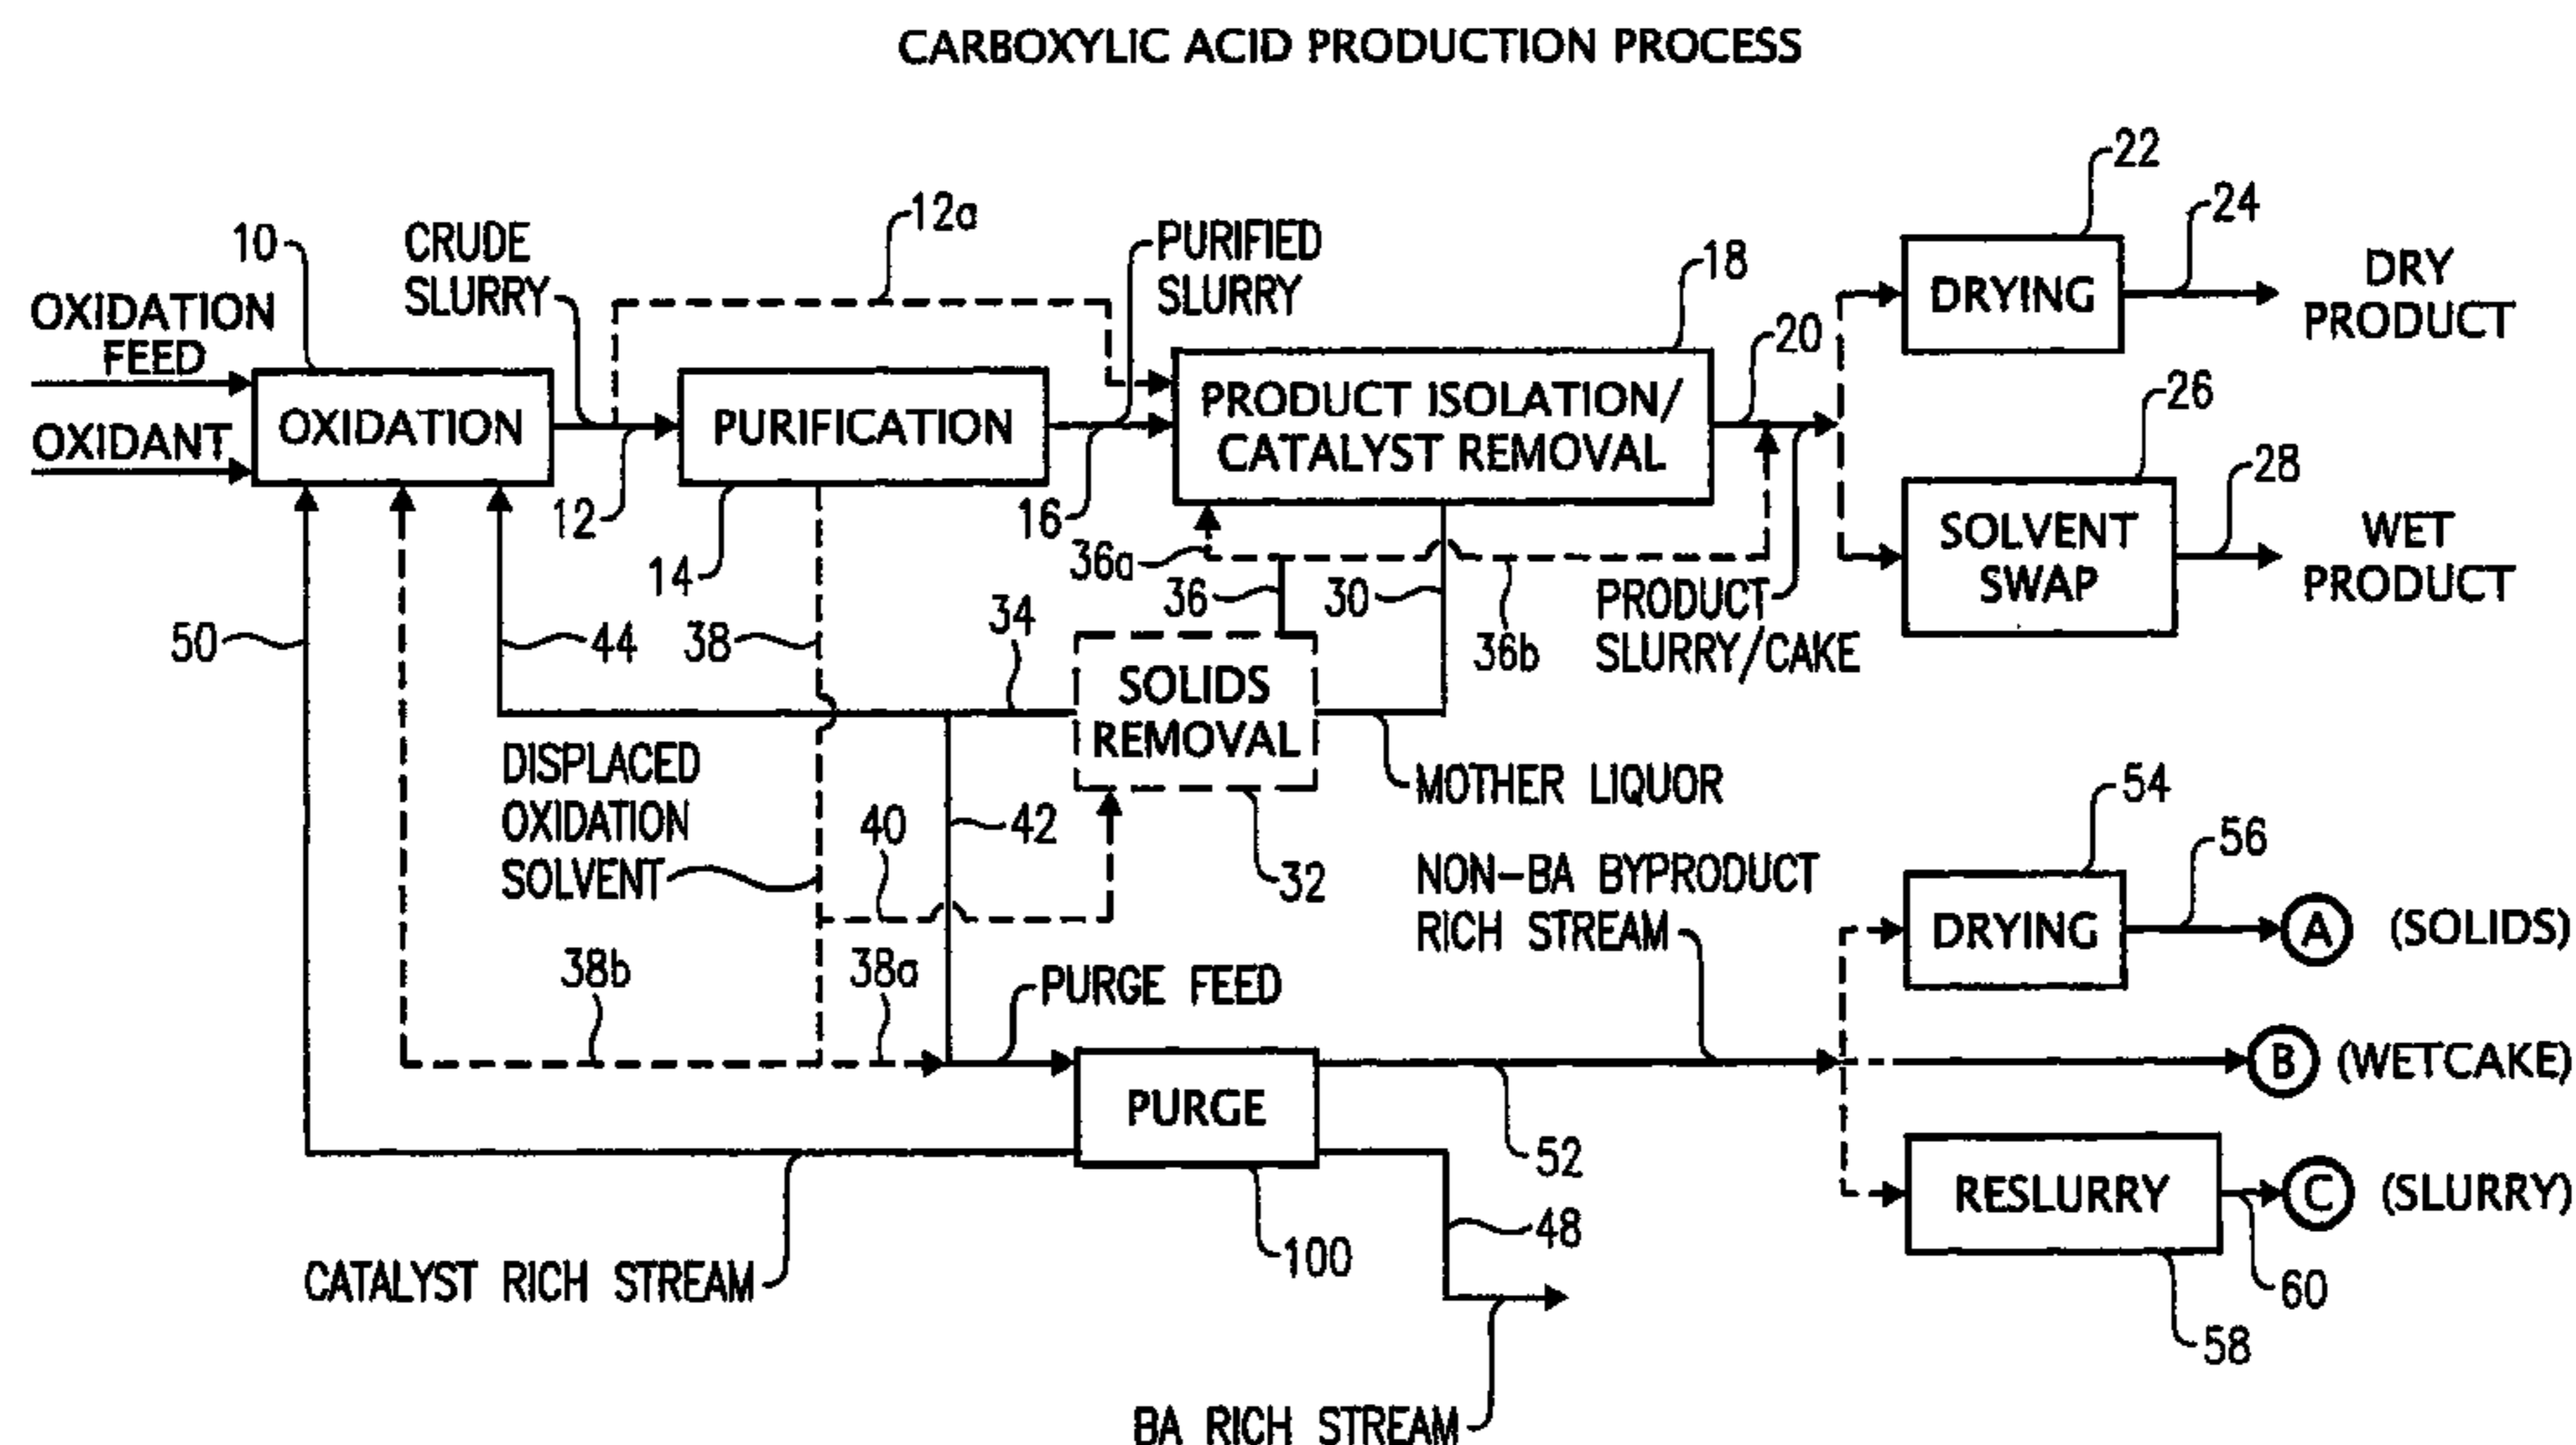 CARBOXYLIC ACID PRODUCTION PROCESS
22
24
12a
10
CRUDE
SLURRY
PURIFIED
SLURRY
18
DRYING
DRY
PRODUCT
OXIDATION
FEED
20
OXIDANT
OXIDATION
PURIFICATION
PRODUCT ISOLATION/
CATALYST REMOVAL
26
28
12
14
16
36a
36
30
36b
PRODUCT
SLURRY/CAKE
SOLVENT
SWAP
WET
PRODUCT
50
44
38
34
SOLIDS
REMOVAL
MOTHER LIQUOR
DISPLACED
OXIDATION
SOLVENT
40
42
32
54
56
NON-BA BYPRODUCT
RICH STREAM
DRYING
A (SOLIDS)
38b
38a
PURGE FEED
B (WETCAKE)
PURGE
52
RESLURRY
C (SLURRY)
48
100
60
58
CATALYST RICH STREAM
BA RICH STREAM